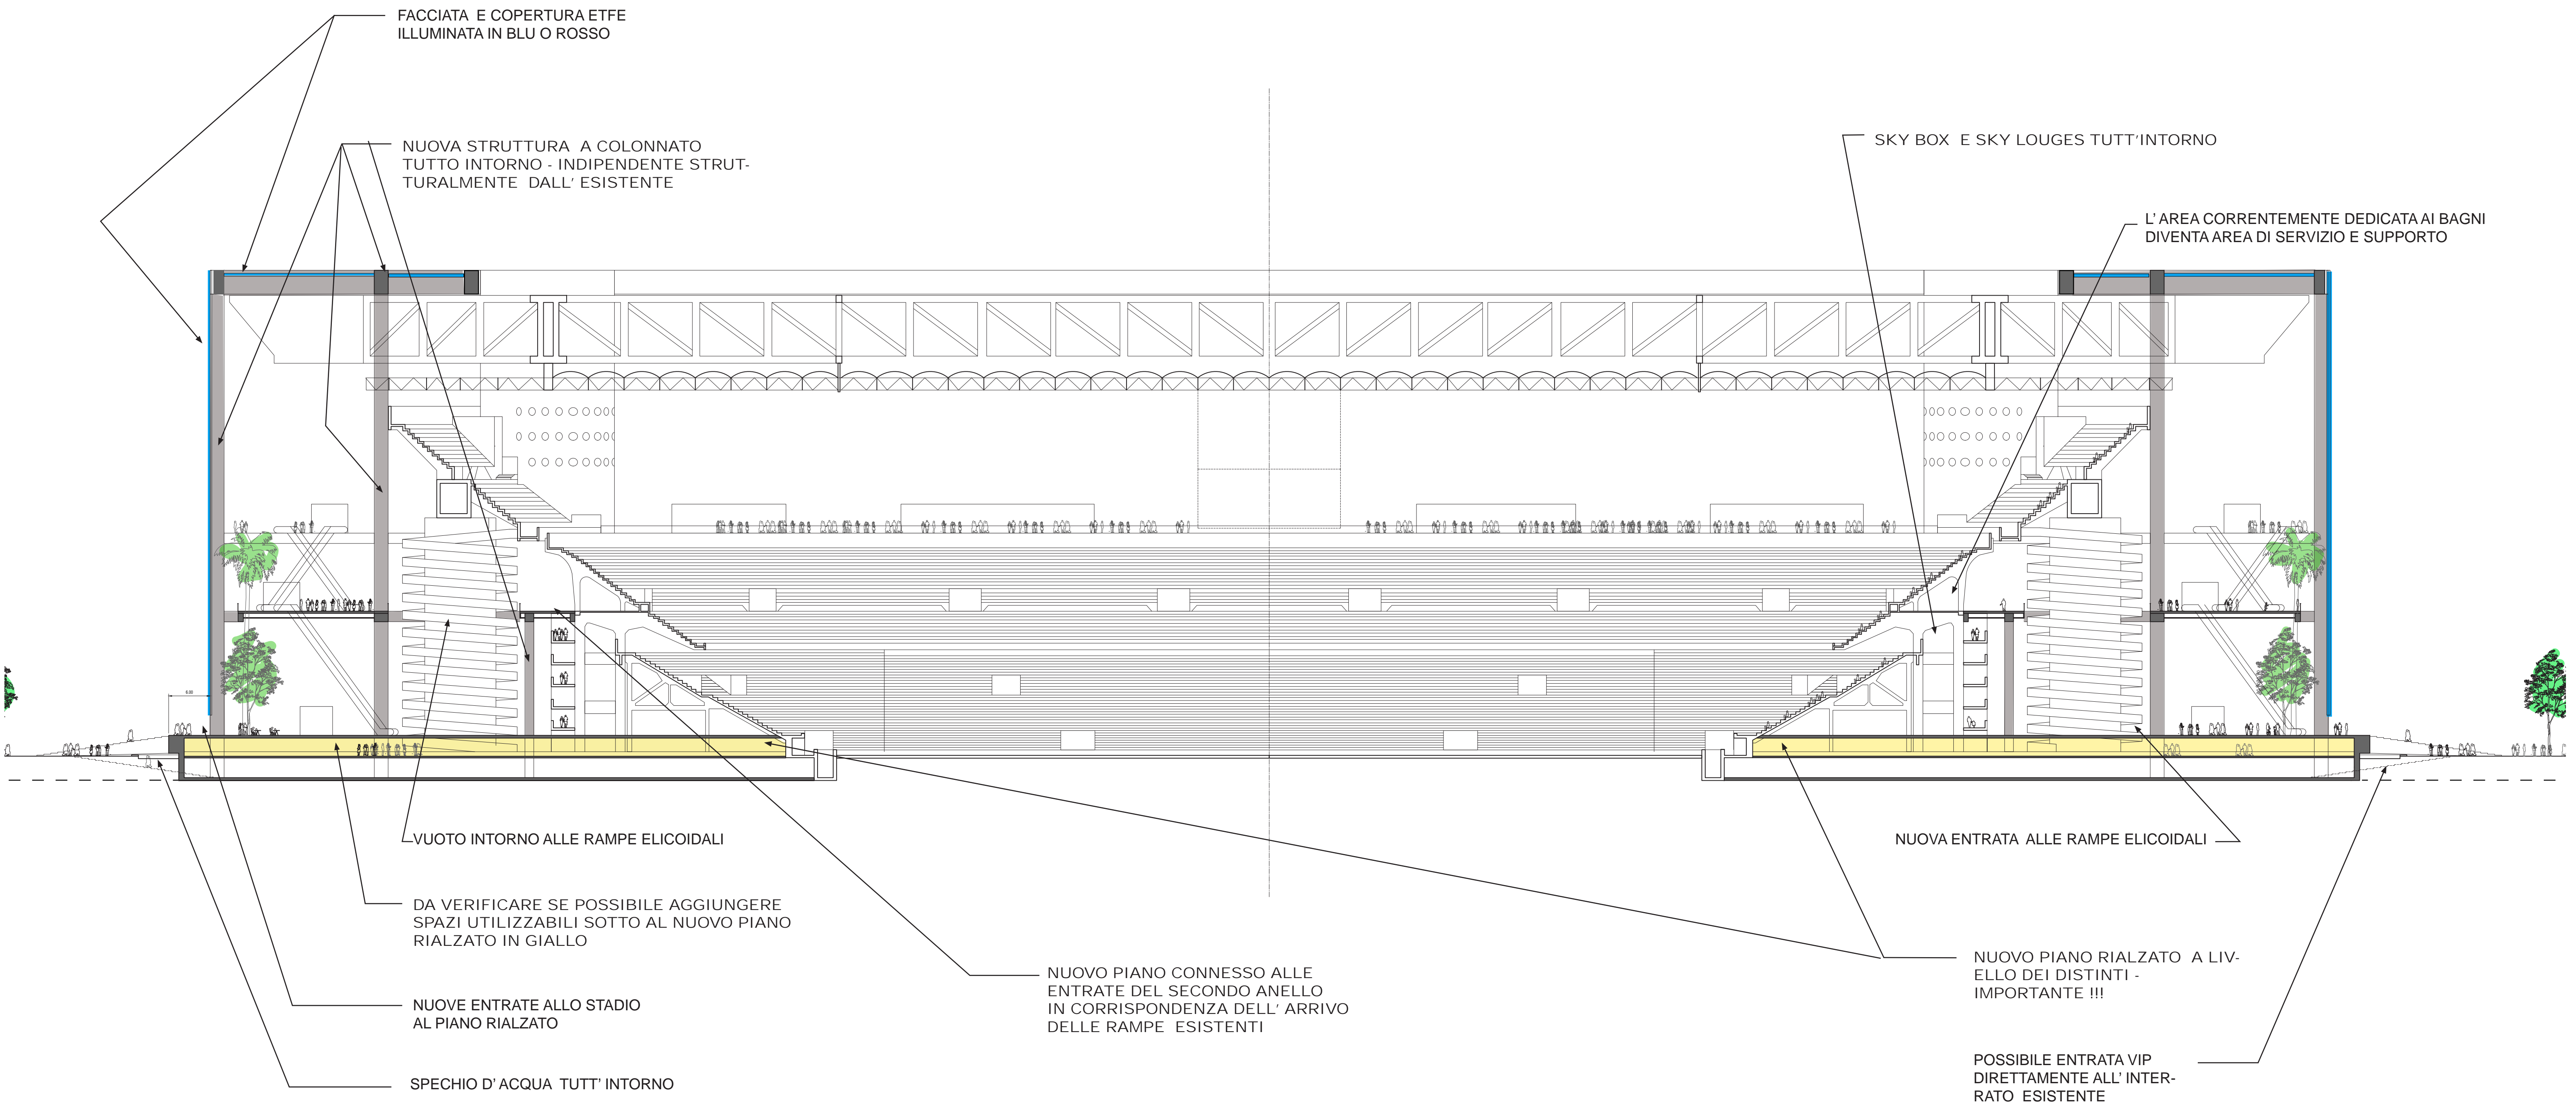 FACCIATA E COPERTURA ETFE
ILLUMINATA IN BLU O ROSSO
NUOVA STRUTTURA A COLONNATO
TUTTO INTORNO - INDIPENDENTE STRUT-
TURALMENTE DALL' ESISTENTE
SKY BOX E SKY LOUGES TUTT'INTORNO
L' AREA CORRENTEMENTE DEDICATA AI BAGNI
DIVENTA AREA DI SERVIZIO E SUPPORTO
VUOTO INTORNO ALLE RAMPE ELICOIDALI
NUOVA ENTRATA ALLE RAMPE ELICOIDALI
DA VERIFICARE SE POSSIBILE AGGIUNGERE
SPAZI UTILIZZABILI SOTTO AL NUOVO PIANO
RIALZATO IN GIALLO
NUOVO PIANO CONNESSO ALLE
ENTRATE DEL SECONDO ANELLO
IN CORRISPONDENZA DELL' ARRIVO
DELLE RAMPE ESISTENTI
NUOVO PIANO RIALZATO A LIV-
ELLO DEI DISTINTI -
IMPORTANTE !!!
NUOVE ENTRATE ALLO STADIO
AL PIANO RIALZATO
SPECHIO D' ACQUA TUTT' INTORNO
POSSIBILE ENTRATA VIP
DIRETTAMENTE ALL' INTER-
RATO ESISTENTE